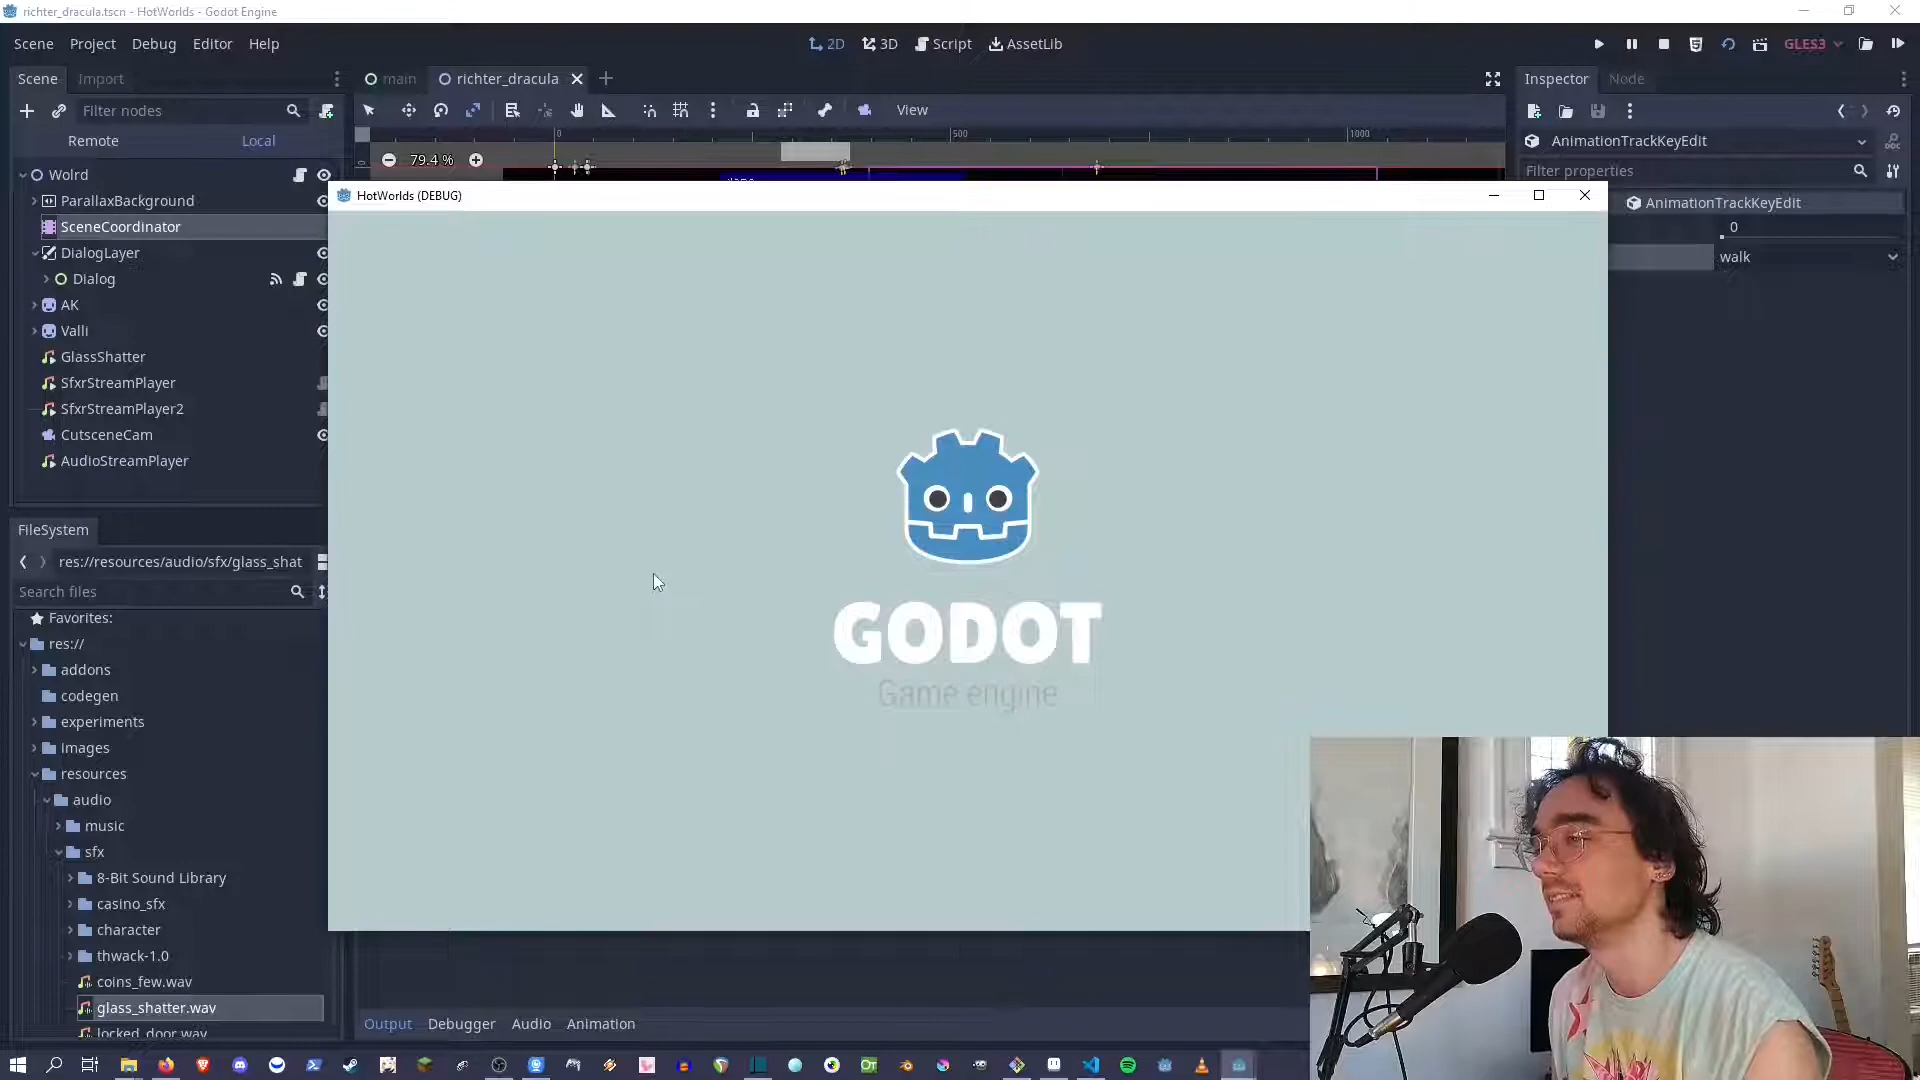 richter_dracula.tscn - HotWorlds - Godot Engine
Scene Project Debug Editor Help
2D 3D Script AssetLib
GLES3
Scene Import
main richter_dracula
Inspector Node
Filter nodes
View
Remote Local
0 500 1000
79.4 %
AnimationTrackKeyEdit
Filter properties
AnimationTrackKeyEdit
0
walk
Wolrd
ParallaxBackground
SceneCoordinator
DialogLayer
Dialog
AK
Valli
GlassShatter
SfxrStreamPlayer
SfxrStreamPlayer2
CutsceneCam
AudioStreamPlayer
HotWorlds (DEBUG)
GODOT
Game engine
FileSystem
res://resources/audio/sfx/glass_shat
Search files
Favorites:
res://
addons
codegen
experiments
images
resources
audio
music
sfx
8-Bit Sound Library
casino_sfx
character
thwack-1.0
coins_few.wav
glass_shatter.wav
locked_door.wav
Output Debugger Audio Animation